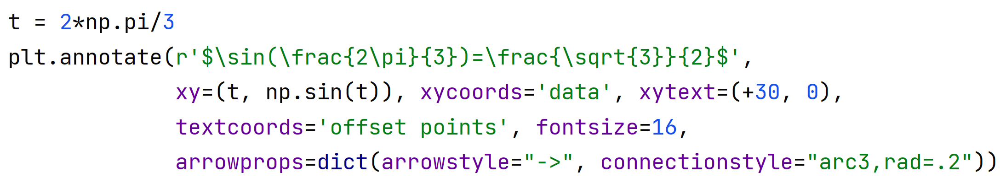 t = 2*np.pi/3
plt.annotate(r'$\sin(\frac{2\pi}{3})=\frac{\sqrt{3}}{2}$',
             xy=(t, np.sin(t)), xycoords='data', xytext=(+30, 0),
             textcoords='offset points', fontsize=16,
             arrowprops=dict(arrowstyle="->", connectionstyle="arc3,rad=.2"))